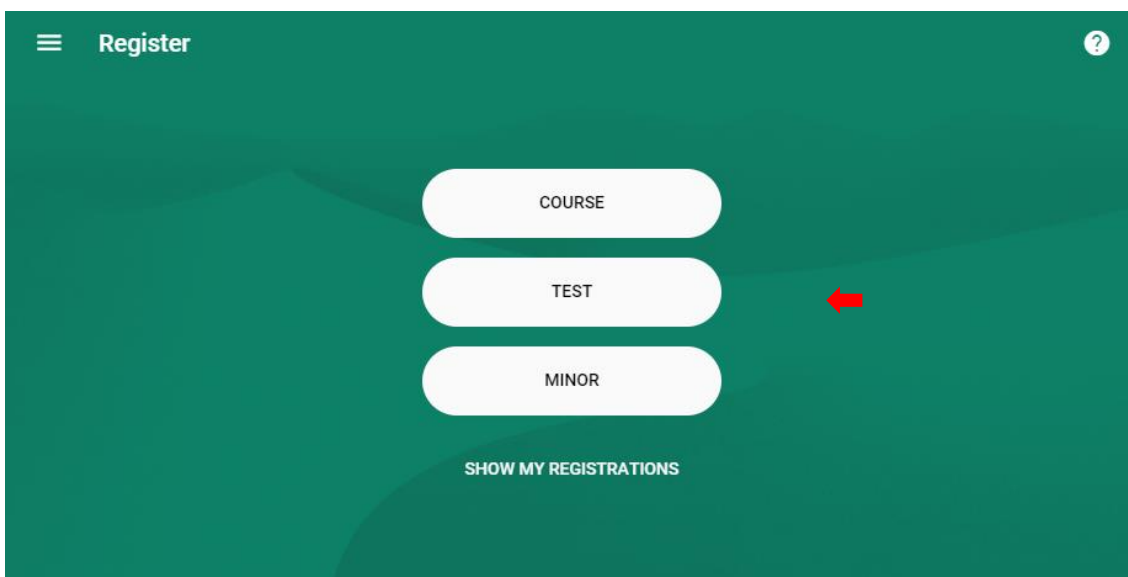 Register
?
COURSE
TEST
MINOR
SHOW MY REGISTRATIONS